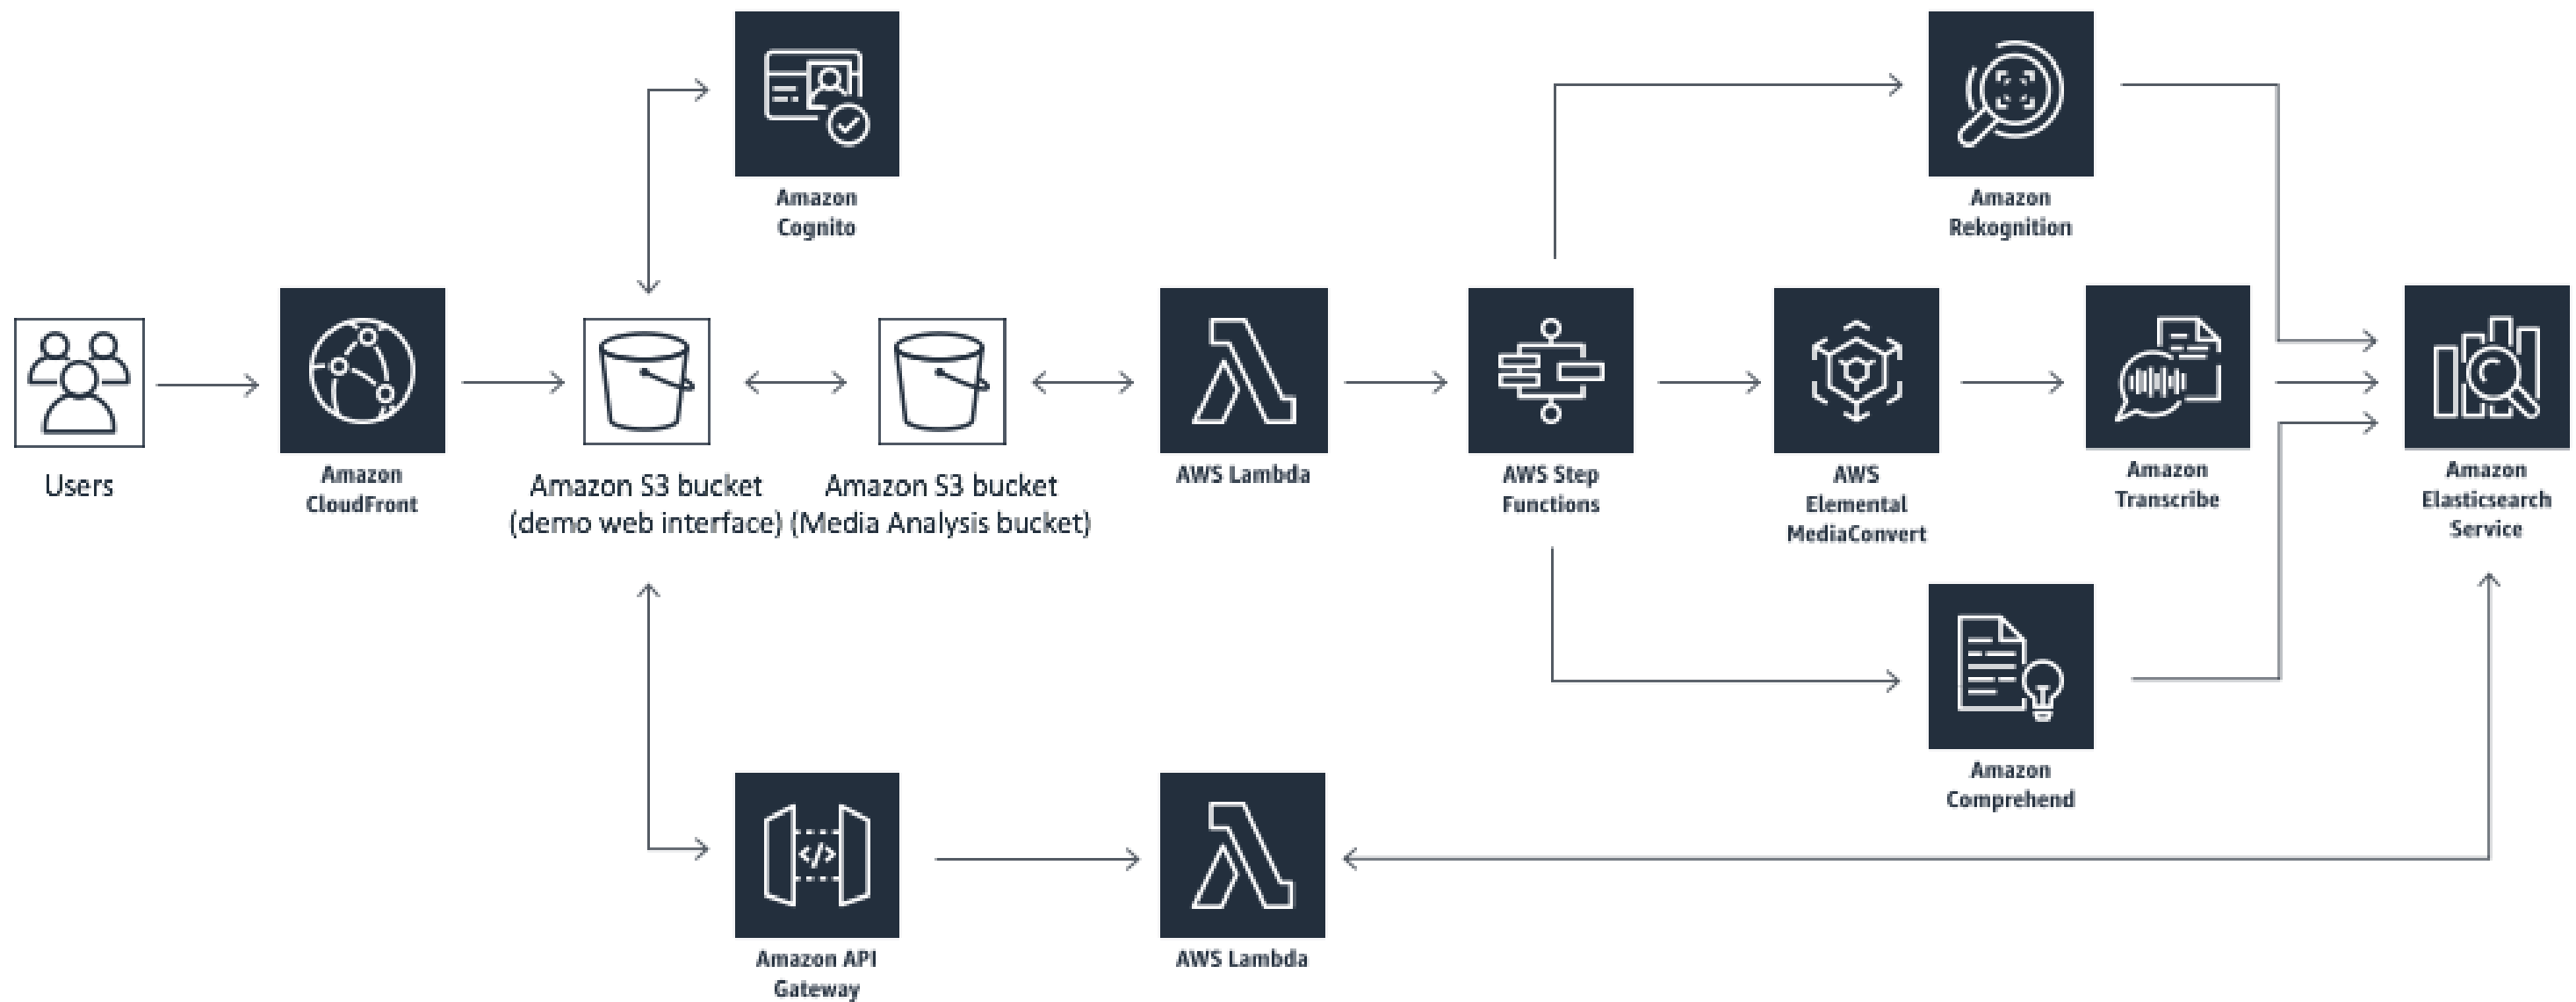 Amazon
Cognito
Amazon
Rekognition
Users
Amazon
CloudFront
Amazon S3 bucket
(demo web interface)
Amazon S3 bucket
(Media Analysis bucket)
AWS Lambda
AWS Step
Functions
AWS
Elemental
MediaConvert
Amazon
Transcribe
Amazon
Elasticsearch
Service
Amazon
Comprehend
</>
Amazon API
Gateway
AWS Lambda